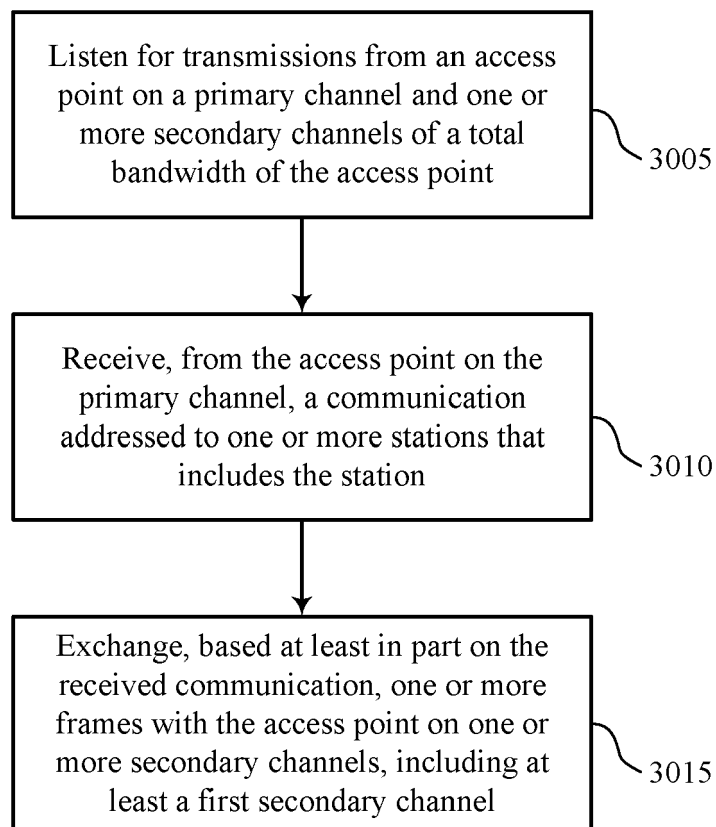 Listen for transmissions from an access
point on a primary channel and one or
more secondary channels of a total
bandwidth of the access point
3005
Receive, from the access point on the
primary channel, a communication
addressed to one or more stations that
includes the station
3010
Exchange, based at least in part on the
received communication, one or more
frames with the access point on one or
more secondary channels, including at
least a first secondary channel
3015